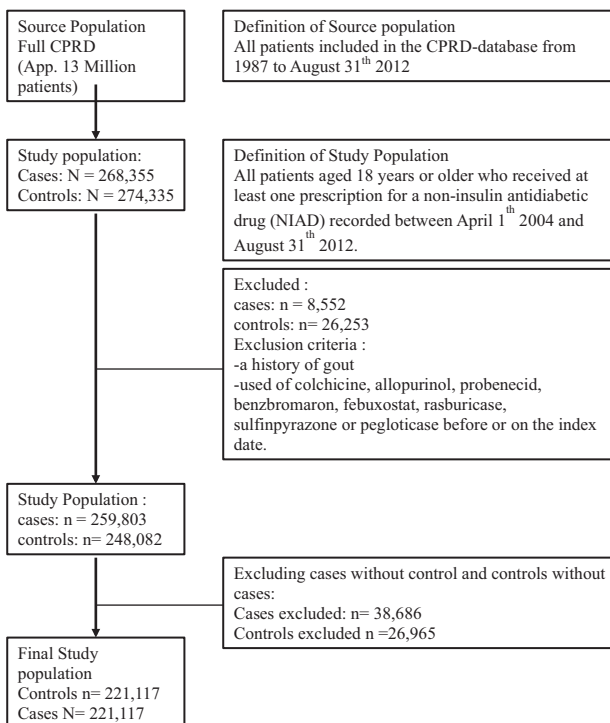 Source Population
Full CPRD
(App. 13 Million
patients)
Definition of Source population
All patients included in the CPRD-database from
1987 to August 31th 2012
Study population:
Cases: N = 268,355
Controls: N = 274,335
Definition of Study Population
All patients aged 18 years or older who received at
least one prescription for a non-insulin antidiabetic
drug (NIAD) recorded between April 1th 2004 and
August 31th 2012.
Excluded :
cases: n = 8,552
controls: n= 26,253
Exclusion criteria :
-a history of gout
-used of colchicine, allopurinol, probenecid,
benzbromaron, febuxostat, rasburicase,
sulfinpyrazone or pegloticase before or on the index
date.
Study Population :
cases: n = 259,803
controls: n= 248,082
Excluding cases without control and controls without
cases:
Cases excluded: n= 38,686
Controls excluded n =26,965
Final Study
population
Controls n= 221,117
Cases N= 221,117